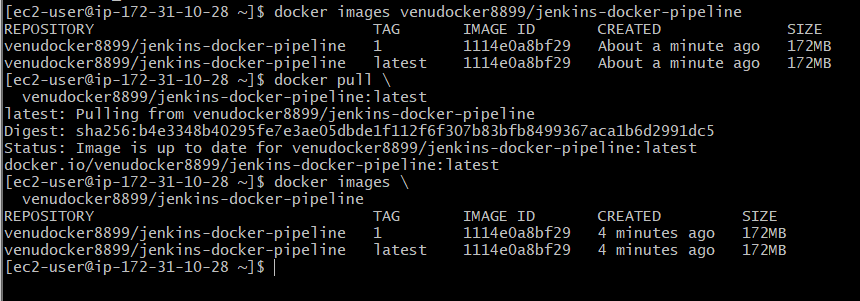 [ec2-user@ip-172-31-10-28 ~]$ docker images venudocker8899/jenkins-docker-pipeline
REPOSITORY TAG IMAGE ID CREATED SIZE
venudocker8899/jenkins-docker-pipeline 1 1114e0a8bf29 About a minute ago 172MB
venudocker8899/jenkins-docker-pipeline latest 1114e0a8bf29 About a minute ago 172MB
[ec2-user@ip-172-31-10-28 ~]$ docker pull \
  venudocker8899/jenkins-docker-pipeline:latest
latest: Pulling from venudocker8899/jenkins-docker-pipeline
Digest: sha256:b4e3348b40295fe7e3ae05dbde1f112f6f307b83bfb8499367aca1b6d2991dc5
Status: Image is up to date for venudocker8899/jenkins-docker-pipeline:latest
docker.io/venudocker8899/jenkins-docker-pipeline:latest
[ec2-user@ip-172-31-10-28 ~]$ docker images \
  venudocker8899/jenkins-docker-pipeline
REPOSITORY TAG IMAGE ID CREATED SIZE
venudocker8899/jenkins-docker-pipeline 1 1114e0a8bf29 4 minutes ago 172MB
venudocker8899/jenkins-docker-pipeline latest 1114e0a8bf29 4 minutes ago 172MB
[ec2-user@ip-172-31-10-28 ~]$